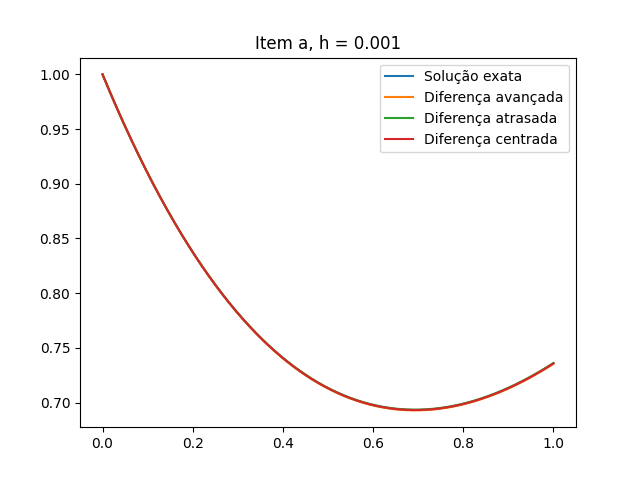 Item a, h = 0.001
Solução exata
Diferença avançada
Diferença atrasada
Diferença centrada
1.00
0.95
0.90
0.85
0.80
0.75
0.70
0.0 0.2 0.4 0.6 0.8 1.0